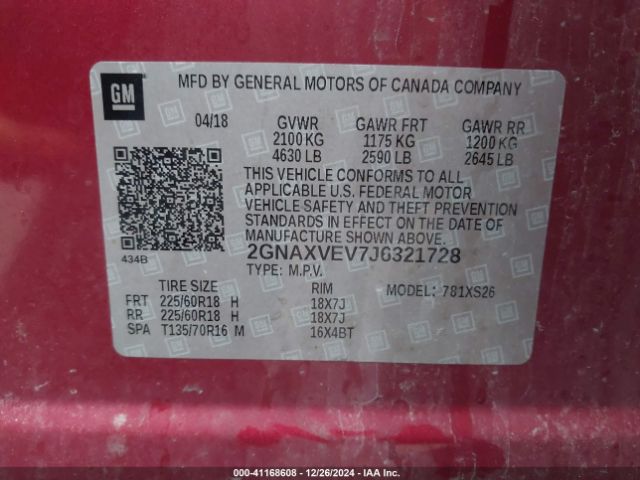 GM
MFD BY GENERAL MOTORS OF CANADA COMPANY
04/18 GVWR GAWR FRT GAWR RR
2100 KG 1175 KG 1200 KG
4630 LB 2590 LB 2645 LB
THIS VEHICLE CONFORMS TO ALL
APPLICABLE U.S. FEDERAL MOTOR
VEHICLE SAFETY AND THEFT PREVENTION
STANDARDS IN EFFECT ON THE DATE OF
MANUFACTURE SHOWN ABOVE.
434B
2GNAXVEV7J6321728
TYPE: M.P.V.
TIRE SIZE RIM MODEL: 781XS26
FRT 225/60R18 H 18X7J
RR 225/60R18 H 18X7J
SPA T135/70R16 M 16X4BT
000-41168608 - 12/26/2024 - IAA Inc.